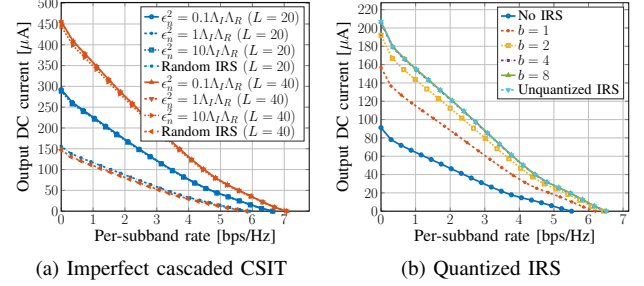 Output DC current [μA]
500
450
400
350
300
250
200
150
100
50
0
0 1 2 3 4 5 6 7
Per-subband rate [bps/Hz]
ϵ_n^2 = 0.1Λ_IΛ_R (L = 20)
ϵ_n^2 = 1Λ_IΛ_R (L = 20)
ϵ_n^2 = 10Λ_IΛ_R (L = 20)
Random IRS (L = 20)
ϵ_n^2 = 0.1Λ_IΛ_R (L = 40)
ϵ_n^2 = 1Λ_IΛ_R (L = 40)
ϵ_n^2 = 10Λ_IΛ_R (L = 40)
Random IRS (L = 40)
(a) Imperfect cascaded CSIT
Output DC current [μA]
220
200
180
160
140
120
100
80
60
40
20
0
0 1 2 3 4 5 6 7
Per-subband rate [bps/Hz]
No IRS
b = 1
b = 2
b = 4
b = 8
Unquantized IRS
(b) Quantized IRS